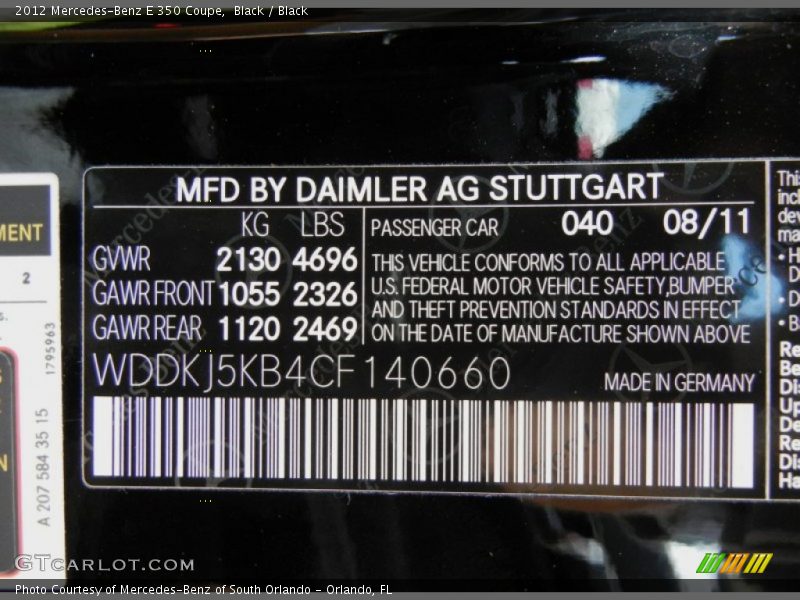 2012 Mercedes-Benz E 350 Coupe, Black / Black
MFD BY DAIMLER AG STUTTGART
KG LBS
GVWR 2130 4696
GAWR FRONT 1055 2326
GAWR REAR 1120 2469
PASSENGER CAR 040 08/11
THIS VEHICLE CONFORMS TO ALL APPLICABLE
U.S. FEDERAL MOTOR VEHICLE SAFETY,BUMPER
AND THEFT PREVENTION STANDARDS IN EFFECT
ON THE DATE OF MANUFACTURE SHOWN ABOVE
WDDKJ5KB4CF140660
MADE IN GERMANY
MENT
2
1795963
A 207 584 35 15
GTCARLOT.COM
Photo Courtesy of Mercedes-Benz of South Orlando - Orlando, FL